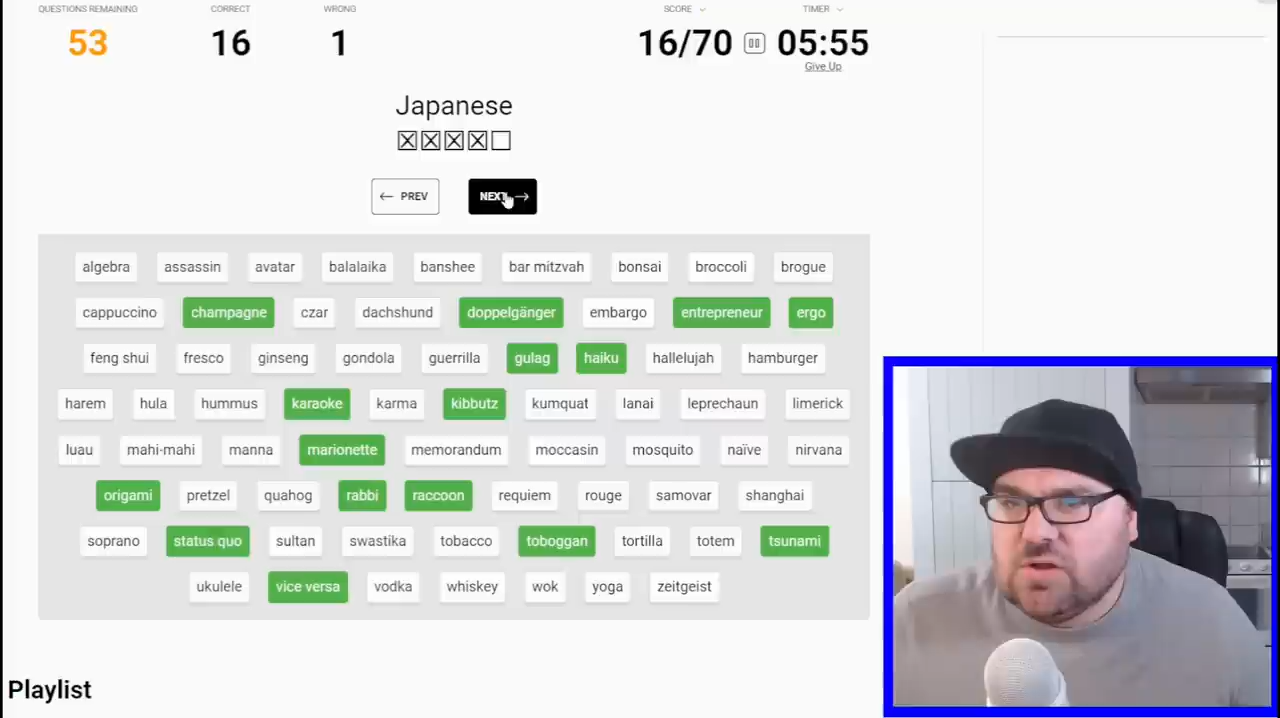 QUESTIONS REMAINING CORRECT WRONG SCORE TIMER
53 16 1 16/70 05:55
Give Up
Japanese
← PREV NEXT →
algebra assassin avatar balalaika banshee bar mitzvah bonsai broccoli brogue
cappuccino champagne czar dachshund doppelgänger embargo entrepreneur ergo
feng shui fresco ginseng gondola guerrilla gulag haiku hallelujah hamburger
harem hula hummus karaoke karma kibbutz kumquat lanai leprechaun limerick
luau mahi-mahi manna marionette memorandum moccasin mosquito naïve nirvana
origami pretzel quahog rabbi raccoon requiem rouge samovar shanghai
soprano status quo sultan swastika tobacco toboggan tortilla totem tsunami
ukulele vice versa vodka whiskey wok yoga zeitgeist
Playlist